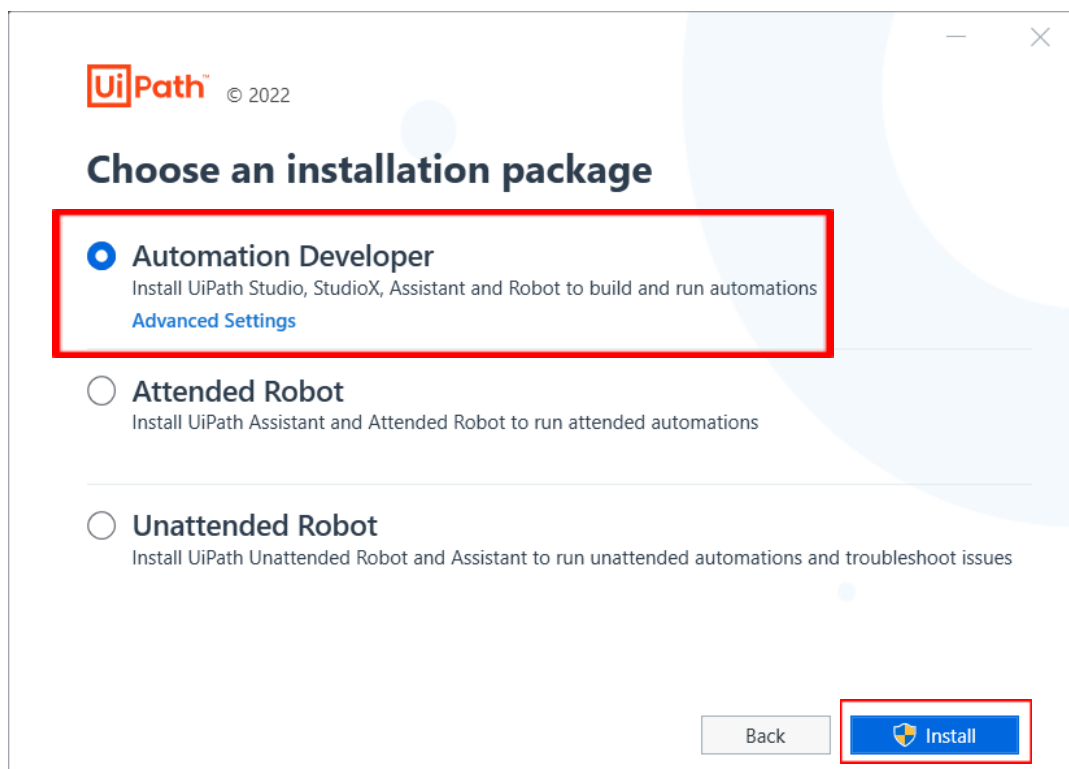 UiPath™ © 2022
Choose an installation package
Automation Developer
Install UiPath Studio, StudioX, Assistant and Robot to build and run automations
Advanced Settings
Attended Robot
Install UiPath Assistant and Attended Robot to run attended automations
Unattended Robot
Install UiPath Unattended Robot and Assistant to run unattended automations and troubleshoot issues
Back Install